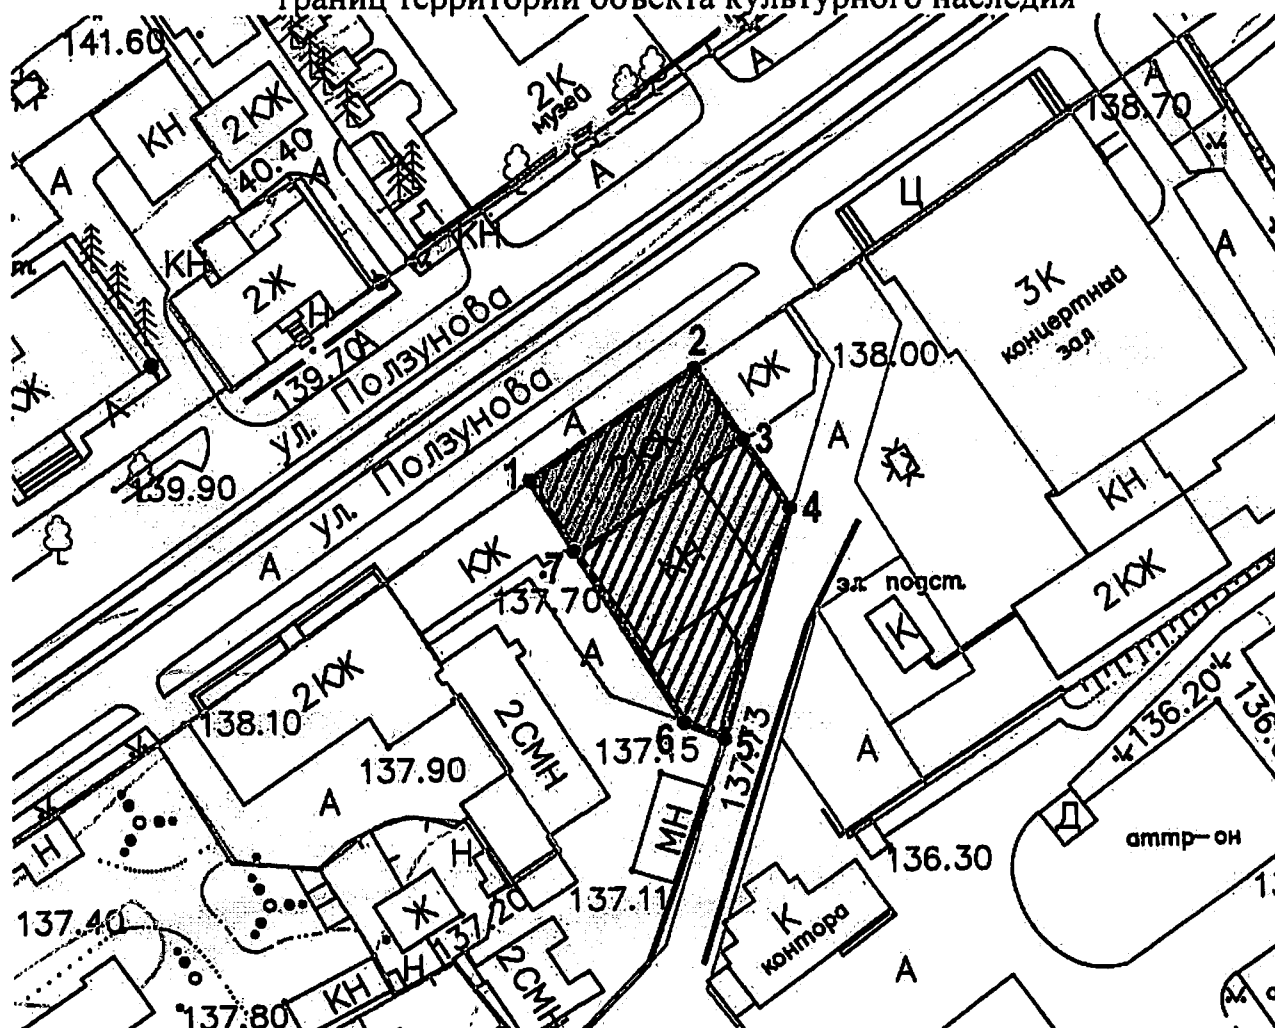 границ территории объекта культурного наследия
141.60
А
КН
2КЖ
140.40
А
2К
музей
А
А
КН
А
138.70
Ц
А
3К
концертный
зал
КН
2Ж
Н
139.70
А
ул. Ползунова
ул. Ползунова
А
А
139.90
1
2
3
4
5
6
7
КЖ
138.00
А
КЖ
137.70
А
А
КН
2КЖ
эл. подст.
К
2КЖ
138.10
137.90
2СМН
А
137.15
137.73
МН
137.11
А
136.20
136.30
Д
аттр-он
Н
Н
Ж
137.40
137.20
Н
КН
2СМН
137.80
К
контора
А